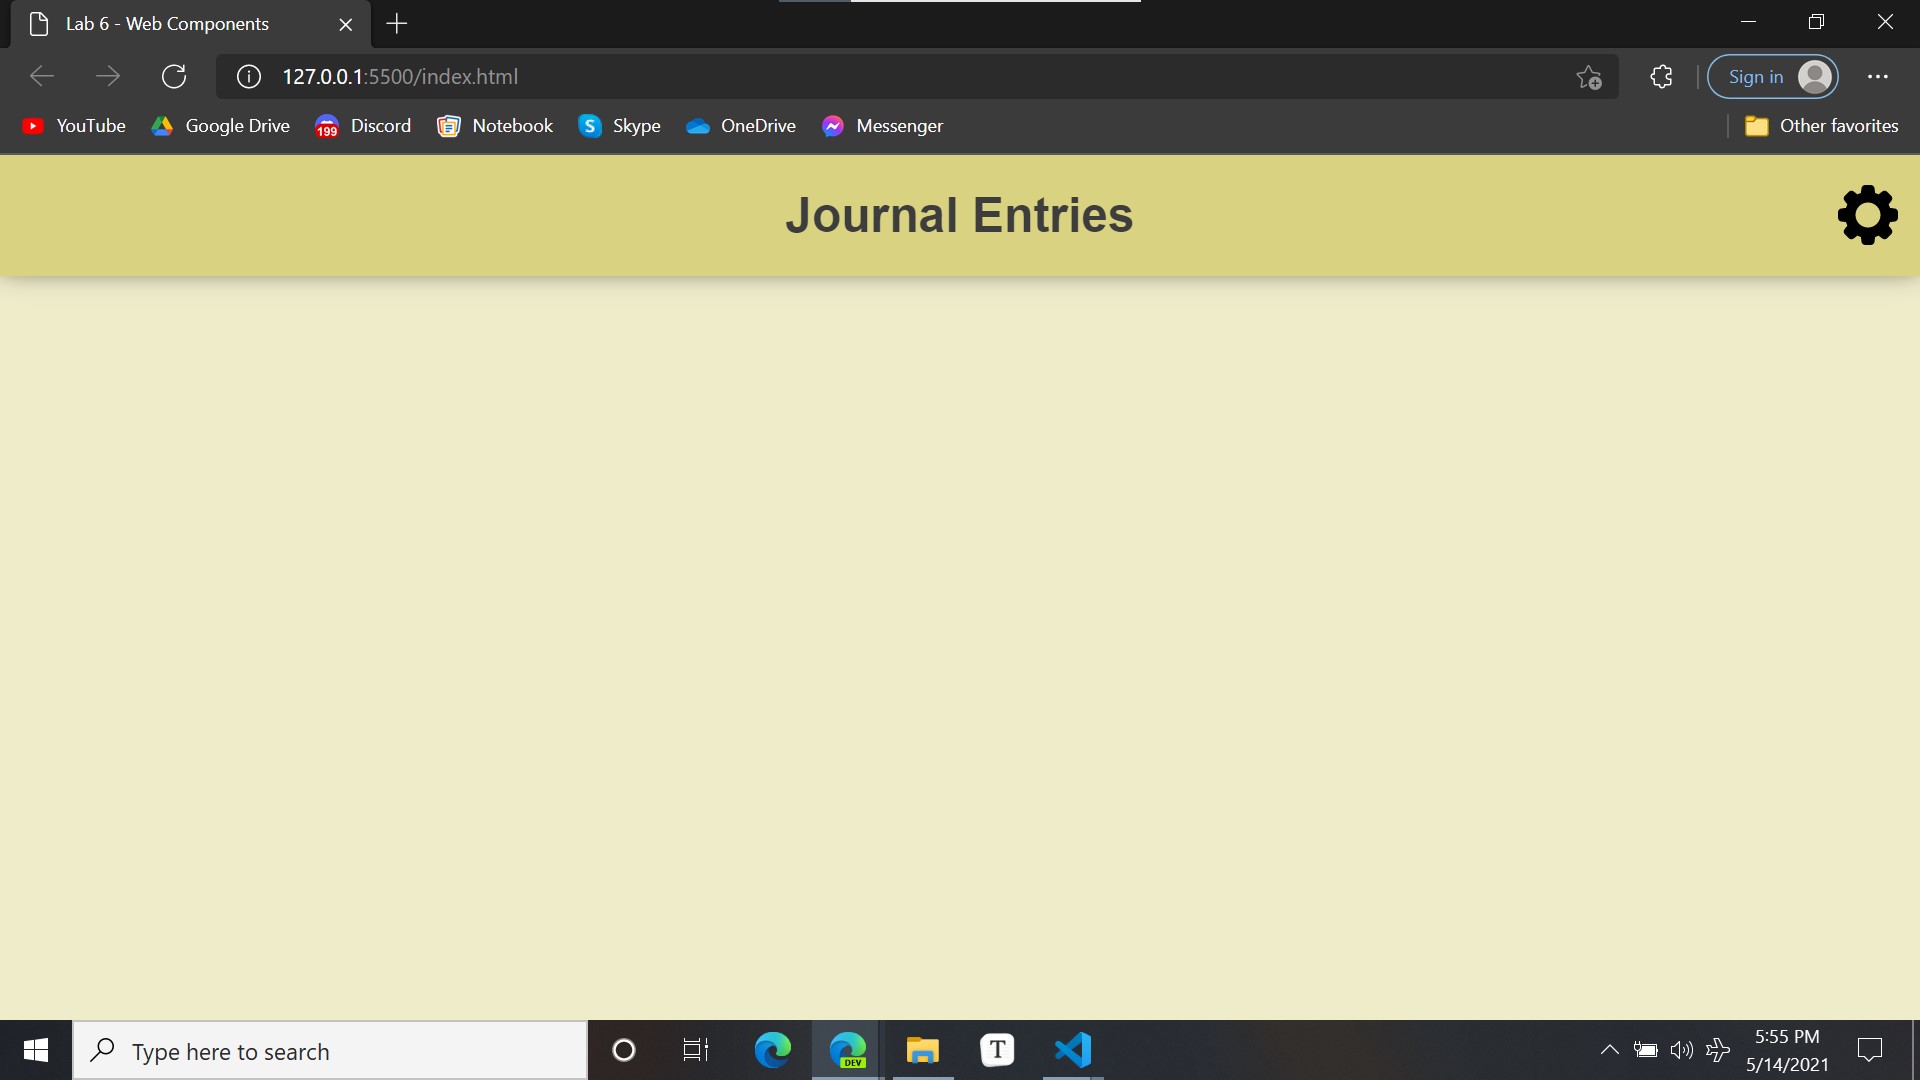 Lab 6 - Web Components
127.0.0.1:5500/index.html
Sign in
YouTube
Google Drive
199
Discord
Notebook
S
Skype
OneDrive
Messenger
Other favorites
Journal Entries
Type here to search
DEV
T
5:55 PM
5/14/2021